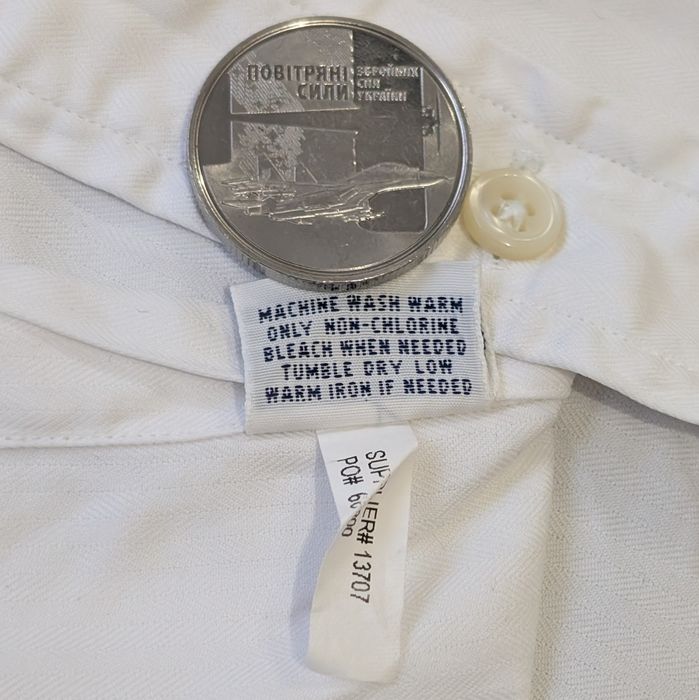 ПОВІТРЯНІ
СИЛИ
ЗБРОЙНИХ
СИЛ
УКРАЇНИ
MACHINE WASH WARM
ONLY NON-CHLORINE
BLEACH WHEN NEEDED
TUMBLE DRY LOW
WARM IRON IF NEEDED
13707
PO#